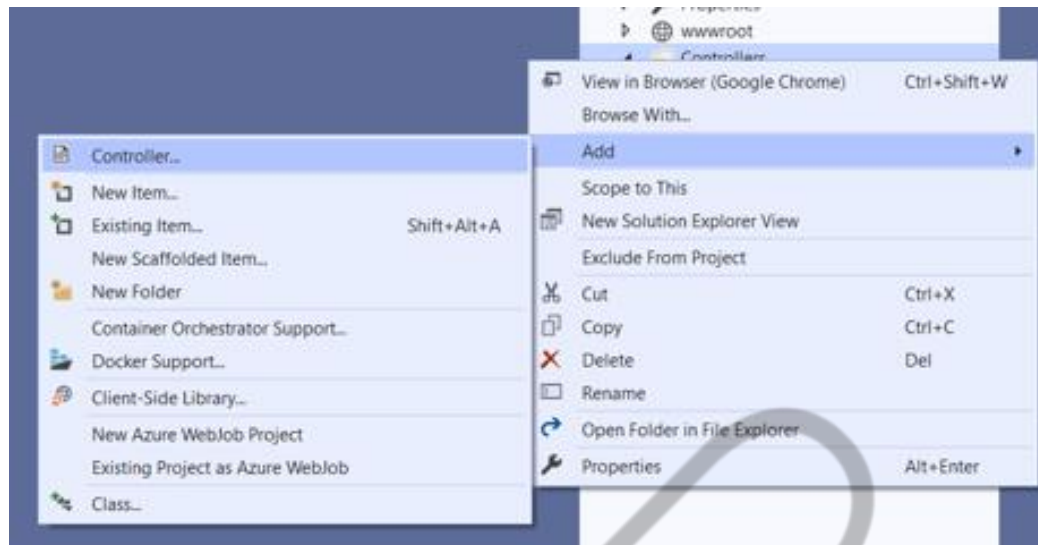 Properties
wwwroot
Controllers
View in Browser (Google Chrome) Ctrl+Shift+W
Browse With...
Add
Scope to This
New Solution Explorer View
Exclude From Project
Cut Ctrl+X
Copy Ctrl+C
Delete Del
Rename
Open Folder in File Explorer
Properties Alt+Enter
Controller...
New Item...
Existing Item... Shift+Alt+A
New Scaffolded Item...
New Folder
Container Orchestrator Support...
Docker Support...
Client-Side Library...
New Azure WebJob Project
Existing Project as Azure WebJob
Class...